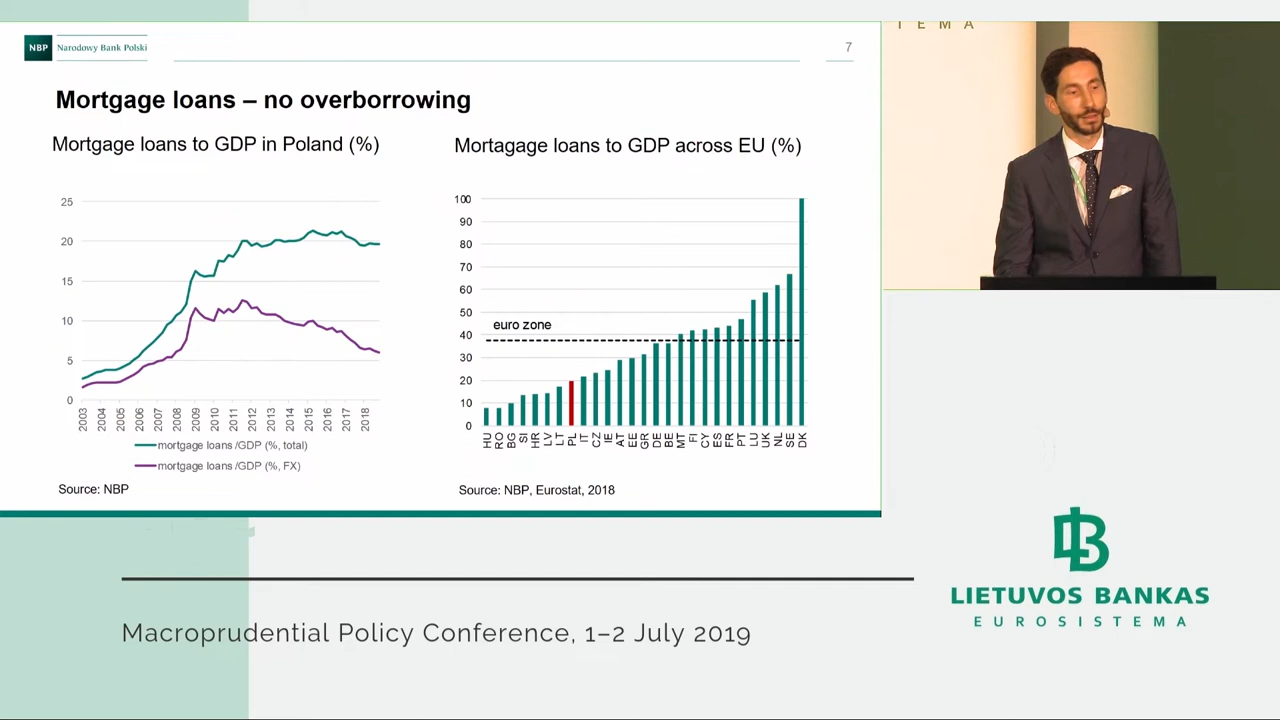 NBP Narodowy Bank Polski
7
Mortgage loans – no overborrowing
Mortgage loans to GDP in Poland (%)
25
20
15
10
5
0
2003 2004 2005 2006 2007 2008 2009 2010 2011 2012 2013 2014 2015 2016 2017 2018
mortgage loans /GDP (%, total)
mortgage loans /GDP (%, FX)
Source: NBP
Mortagage loans to GDP across EU (%)
100
90
80
70
60
50
40
30
20
10
0
euro zone
HU RO BG SI HR LV LT PL IT CZ IE AT EE GR DE BE MT FI CY ES FR PT LU UK NL SE DK
Source: NBP, Eurostat, 2018
T E M A
LIETUVOS BANKAS
EUROSISTEMA
Macroprudential Policy Conference, 1–2 July 2019